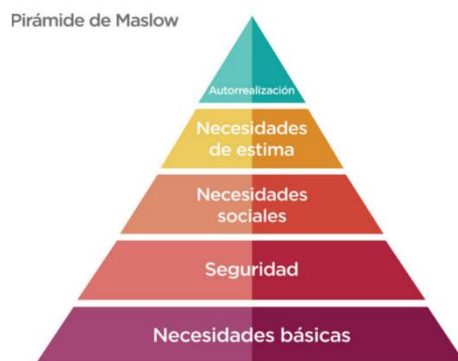 Pirámide de Maslow
Autorrealización
Necesidades
de estima
Necesidades
sociales
Seguridad
Necesidades básicas